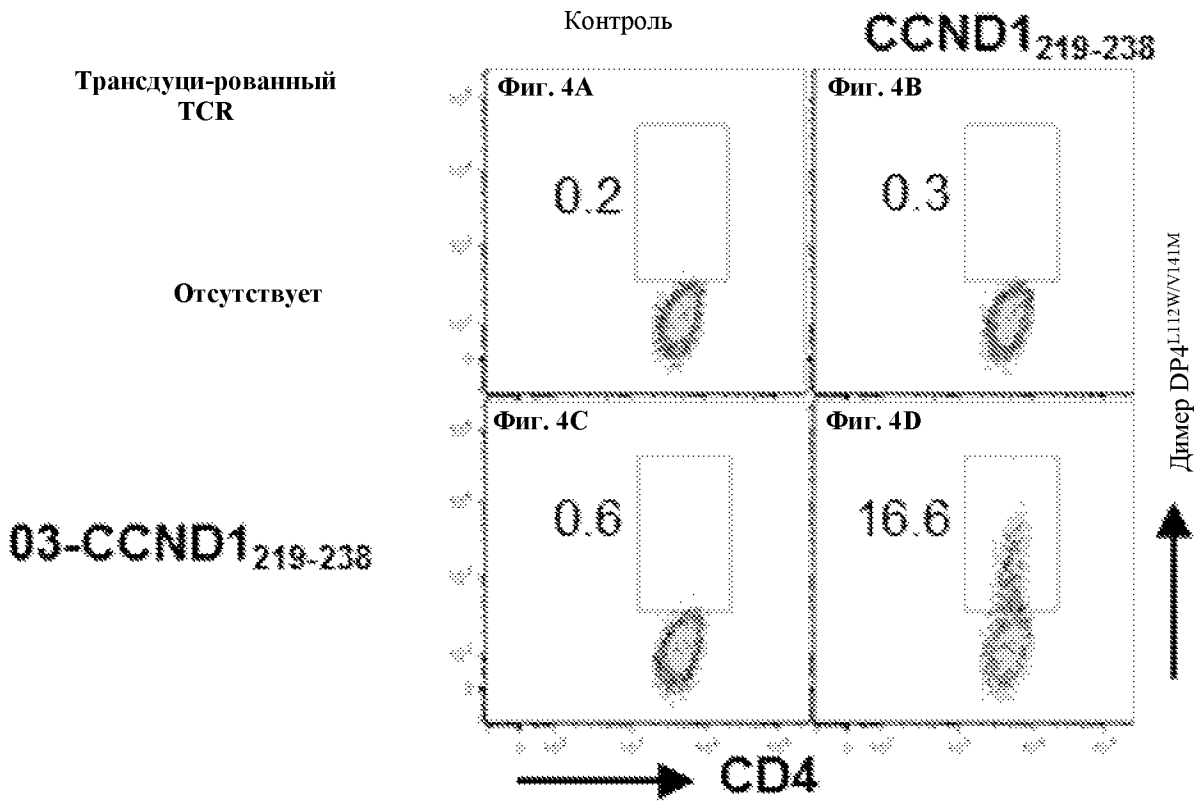 Контроль
CCND1219-238
Трансдуци-рованный
TCR
Фиг. 4A
Фиг. 4B
0.2
0.3
Отсутствует
Димер DP4L112W/V141M
Фиг. 4C
Фиг. 4D
0.6
16.6
03-CCND1219-238
CD4